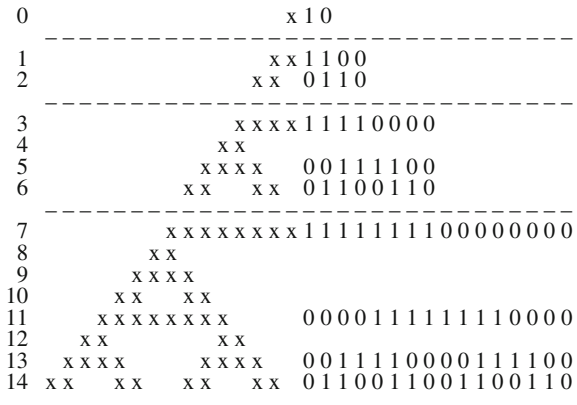 0 x 1 0
1 x x 1 1 0 0
2 x x 0 1 1 0
3 x x x x 1 1 1 1 0 0 0 0
4 x x
5 x x x x 0 0 1 1 1 1 0 0
6 x x x x 0 1 1 0 0 1 1 0
7 x x x x x x x x 1 1 1 1 1 1 1 1 0 0 0 0 0 0 0 0
8 x x
9 x x x x
10 x x x x
11 x x x x x x x x 0 0 0 0 1 1 1 1 1 1 1 1 0 0 0 0
12 x x x x
13 x x x x x x x x 0 0 1 1 1 1 0 0 0 0 1 1 1 1 0 0
14 x x x x x x x x 0 1 1 0 0 1 1 0 0 1 1 0 0 1 1 0